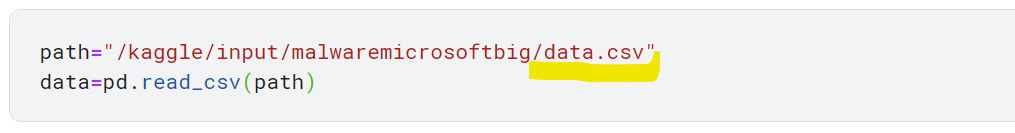 path="/kaggle/input/malwaremicrosoftbig/data.csv"
data=pd.read_csv(path)